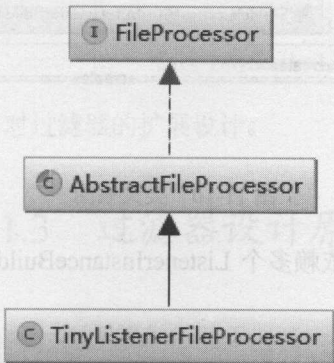 I FileProcessor
C AbstractFileProcessor
C TinyListenerFileProcessor